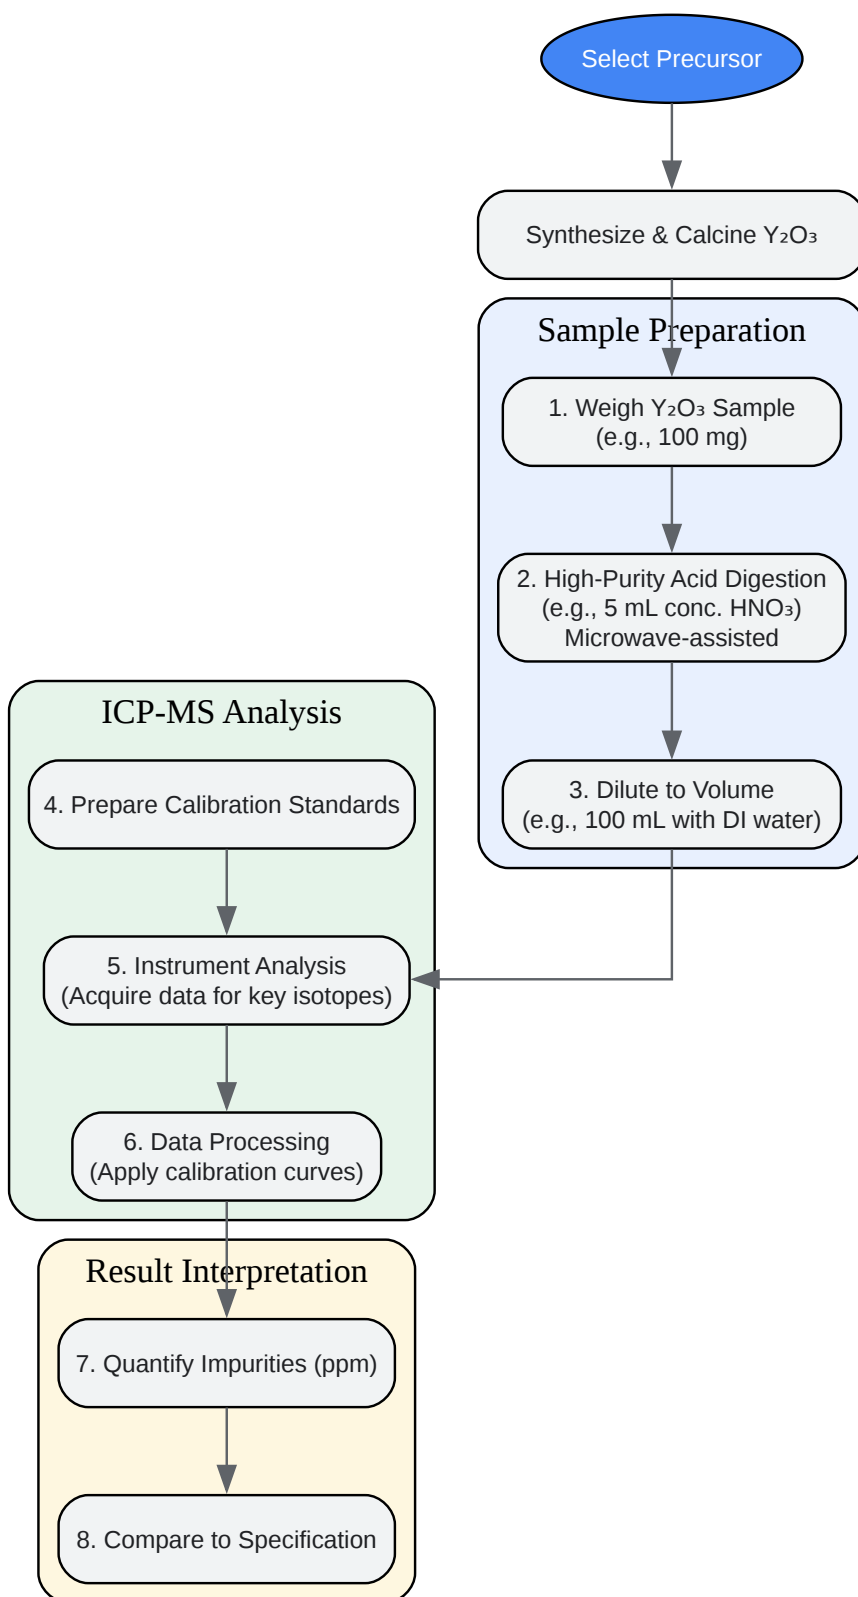 Select Precursor
Synthesize & Calcine Y₂O₃
Sample Preparation
1. Weigh Y₂O₃ Sample
(e.g., 100 mg)
2. High-Purity Acid Digestion
(e.g., 5 mL conc. HNO₃)
Microwave-assisted
3. Dilute to Volume
(e.g., 100 mL with DI water)
ICP-MS Analysis
4. Prepare Calibration Standards
5. Instrument Analysis
(Acquire data for key isotopes)
6. Data Processing
(Apply calibration curves)
Result Interpretation
7. Quantify Impurities (ppm)
8. Compare to Specification